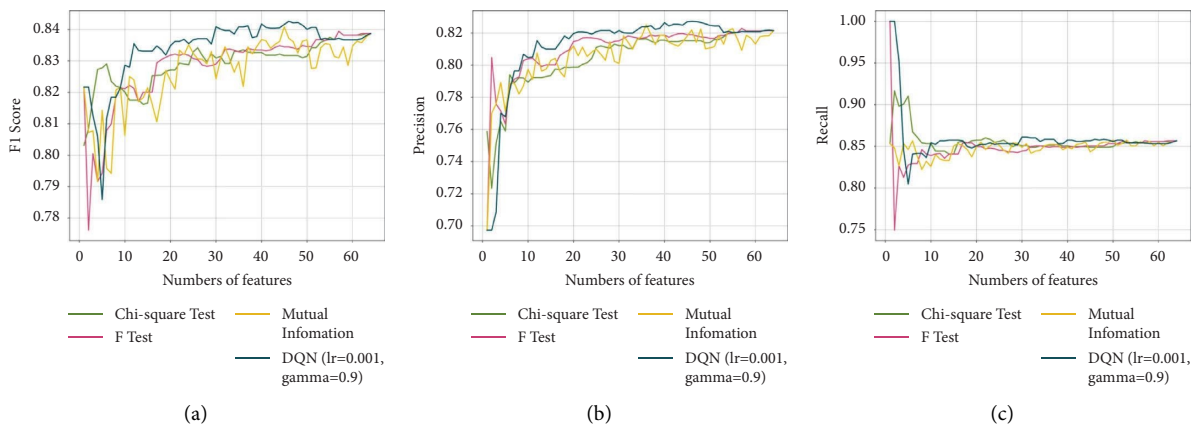 F1 Score
0.84
0.83
0.82
0.81
0.80
0.79
0.78
0 10 20 30 40 50 60
Numbers of features
Chi-square Test
F Test
Mutual
Infomation
DQN (lr=0.001,
gamma=0.9)
(a)
Precision
0.82
0.80
0.78
0.76
0.74
0.72
0.70
0 10 20 30 40 50 60
Numbers of features
Chi-square Test
F Test
Mutual
Infomation
DQN (lr=0.001,
gamma=0.9)
(b)
Recall
1.00
0.95
0.90
0.85
0.80
0.75
0 10 20 30 40 50 60
Numbers of features
Chi-square Test
F Test
Mutual
Infomation
DQN (lr=0.001,
gamma=0.9)
(c)